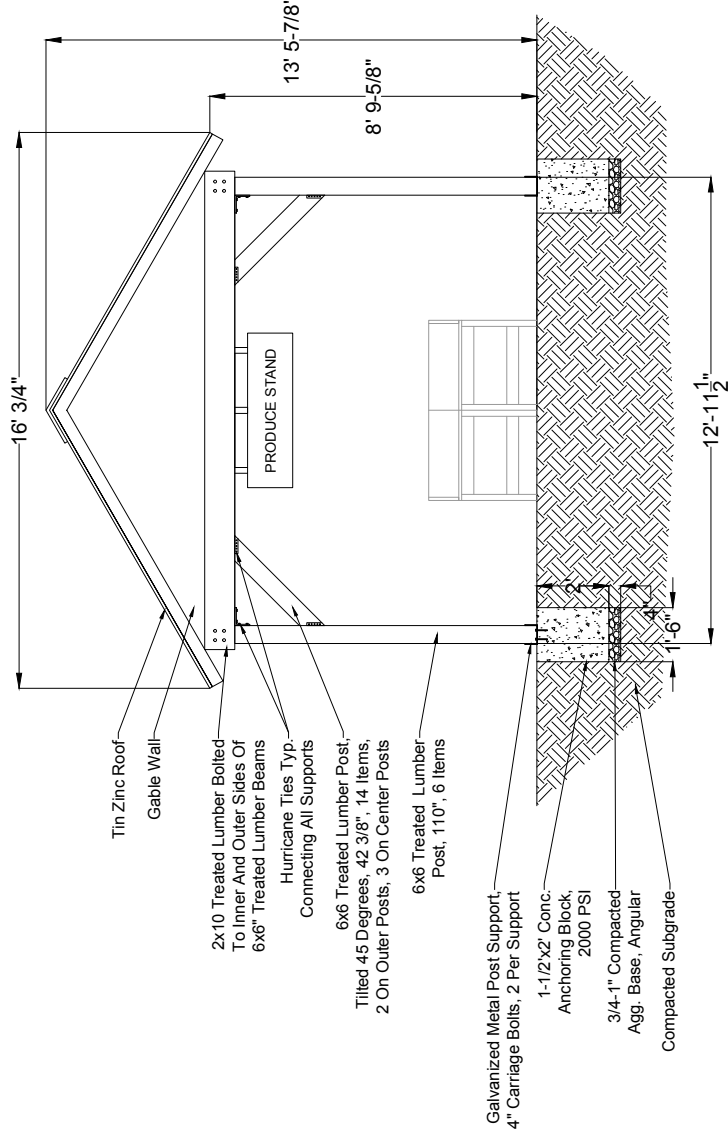 16' 3/4"
13' 5-7/8'
8' 9-5/8"
Tin Zinc Roof
Gable Wall
2x10 Treated Lumber Bolted
To Inner And Outer Sides Of
6x6" Treated Lumber Beams
Hurricane Ties Typ.
Connecting All Supports
6x6 Treated Lumber Post,
Tilted 45 Degrees, 42 3/8", 14 Items,
2 On Outer Posts, 3 On Center Posts
6x6 Treated Lumber
Post, 110", 6 Items
PRODUCE STAND
Galvanized Metal Post Support,
4" Carriage Bolts, 2 Per Support
1-1/2'x2' Conc.
Anchoring Block,
2000 PSI
3/4-1" Compacted
Agg. Base, Angular
Compacted Subgrade
2'
4"
1'-6"
12'-11 1/2"